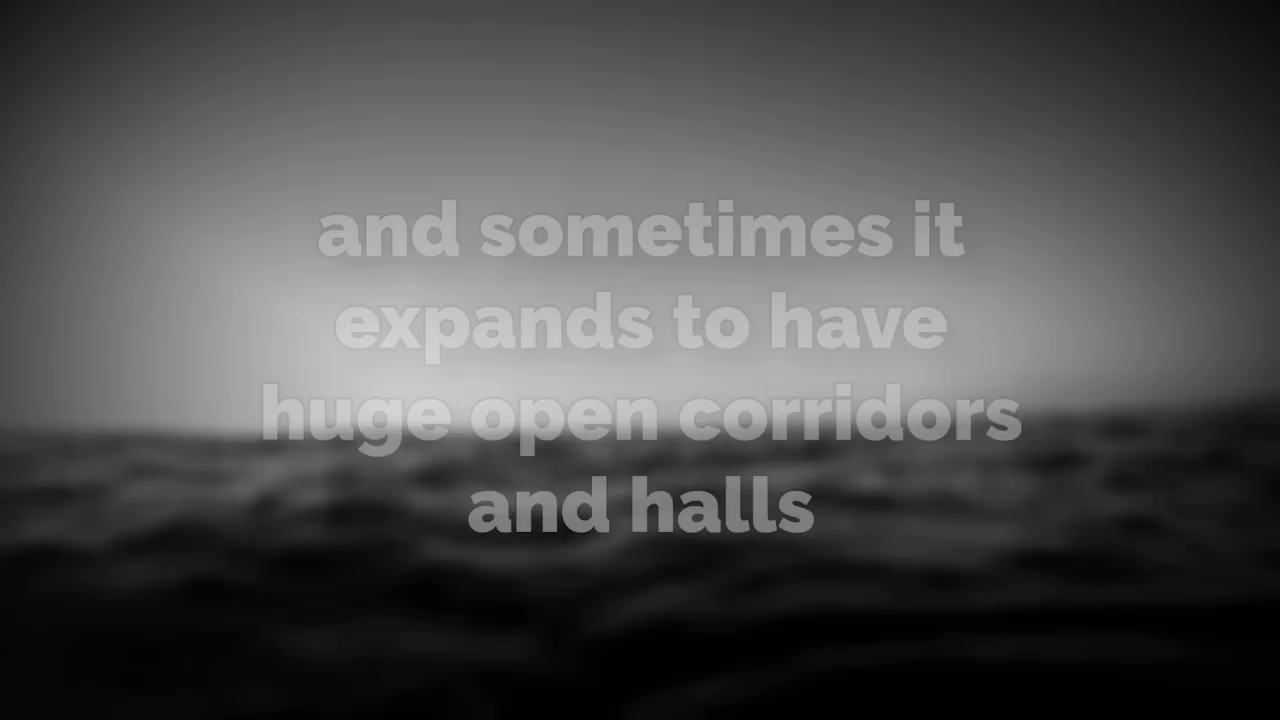 and sometimes it
expands to have
huge open corridors
and halls